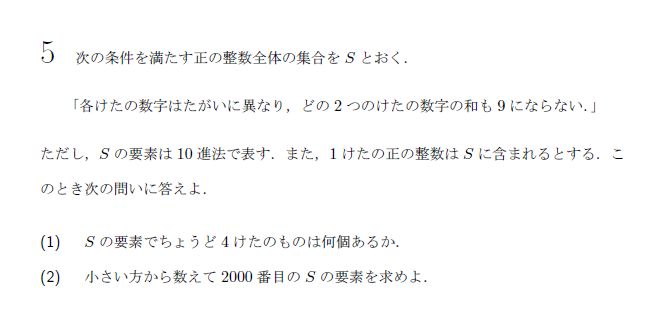 5 次の条件を満たす正の整数全体の集合を S とおく．
「各けたの数字はたがいに異なり，どの 2 つのけたの数字の和も 9 にならない．」
ただし，S の要素は 10 進法で表す．また，1 けたの正の整数は S に含まれるとする．こ
のとき次の問いに答えよ．
(1) S の要素でちょうど 4 けたのものは何個あるか．
(2) 小さい方から数えて 2000 番目の S の要素を求めよ．